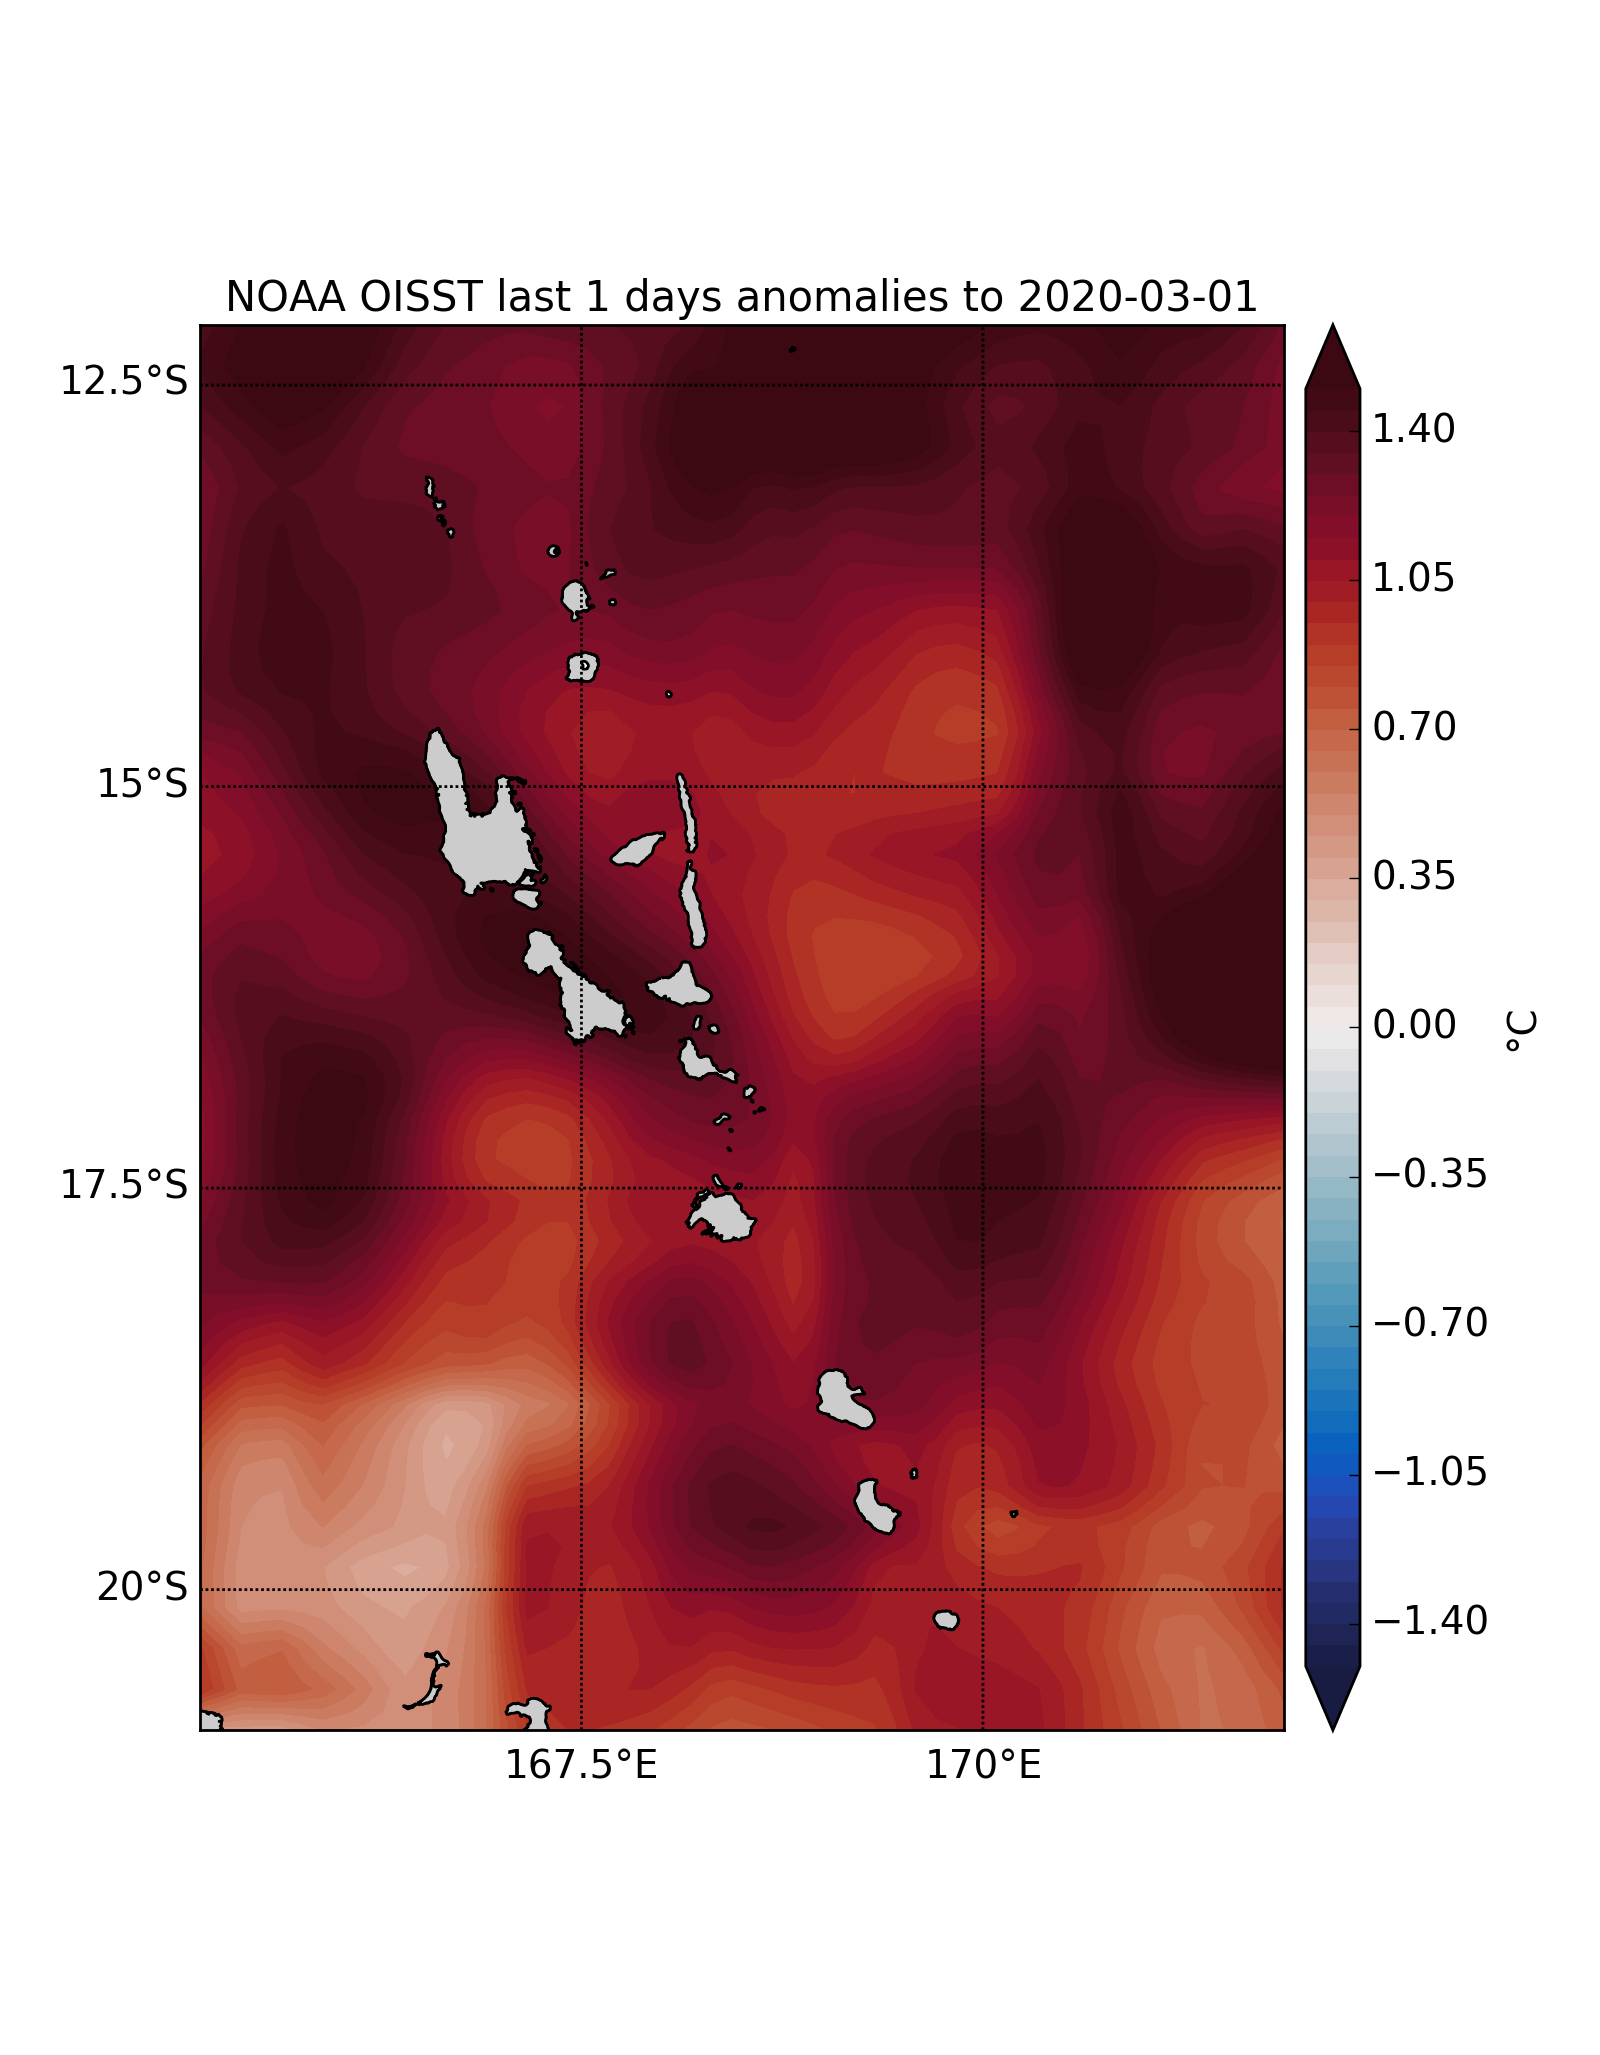 NOAA OISST last 1 days anomalies to 2020-03-01
12.5°S
15°S
17.5°S
20°S
167.5°E
170°E
1.40
1.05
0.70
0.35
0.00
−0.35
−0.70
−1.05
−1.40
°C